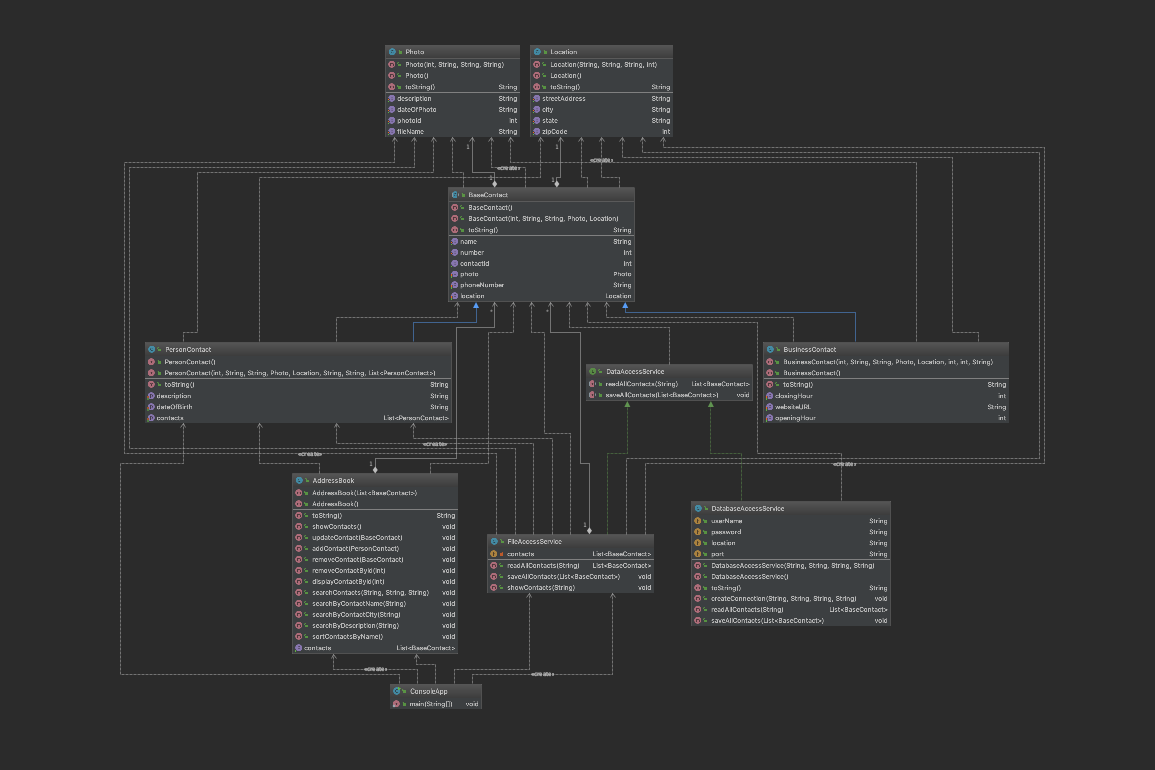 Photo
Photo(int, String, String, String)
Photo()
toString() String
description String
dateOfPhoto String
photoId int
fileName String
Location
Location(String, String, String, int)
Location()
toString() String
streetAddress String
city String
state String
zipCode int
1
1
«create»
«create»
1
1
BaseContact
BaseContact()
BaseContact(int, String, String, Photo, Location)
toString() String
name String
number int
contactId int
photo Photo
phoneNumber String
location Location
*
*
PersonContact
PersonContact()
PersonContact(int, String, String, Photo, Location, String, String, List<PersonContact>)
toString() String
description String
dateOfBirth String
contacts List<PersonContact>
DataAccessService
readAllContacts(String) List<BaseContact>
saveAllContacts(List<BaseContact>) void
BusinessContact
BusinessContact(int, String, String, Photo, Location, int, int, String)
BusinessContact()
toString() String
closingHour int
websiteURL String
openingHour int
«create»
«create»
1
«create»
AddressBook
AddressBook(List<BaseContact>)
AddressBook()
toString() String
showContacts() void
updateContact(BaseContact) void
addContact(PersonContact) void
removeContact(BaseContact) void
removeContactById(int) void
displayContactById(int) void
searchContacts(String, String, String) void
searchByContactName(String) void
searchByContactCity(String) void
searchByDescription(String) void
sortContactsByName() void
contacts List<BaseContact>
1
FileAccessService
contacts List<BaseContact>
readAllContacts(String) List<BaseContact>
saveAllContacts(List<BaseContact>) void
showContacts(String) void
DatabaseAccessService
userName String
password String
location String
port String
DatabaseAccessService(String, String, String, String)
DatabaseAccessService()
toString() String
createConnection(String, String, String, String) void
readAllContacts(String) List<BaseContact>
saveAllContacts(List<BaseContact>) void
«create»
«create»
ConsoleApp
main(String[]) void